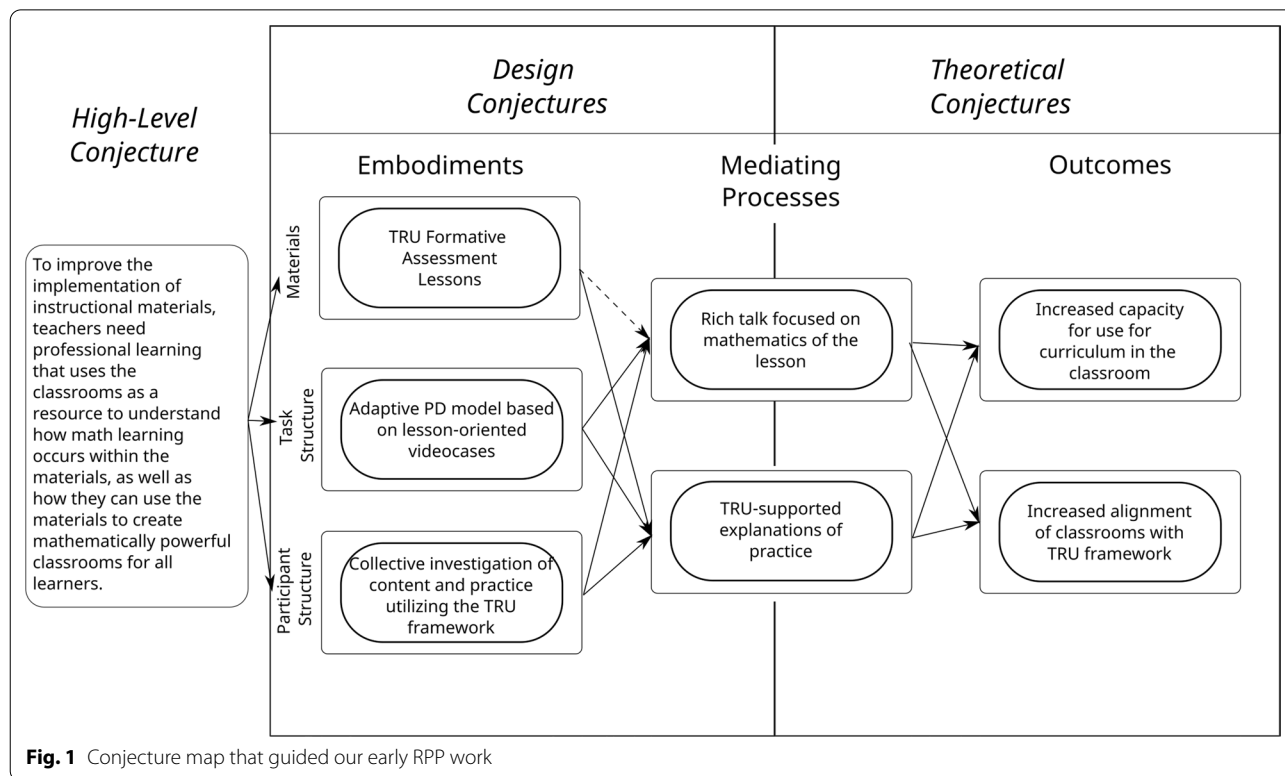 High-Level
Conjecture
Design
Conjectures
Theoretical
Conjectures
Embodiments
Mediating
Processes
Outcomes
To improve the
implementation of
instructional materials,
teachers need
professional learning
that uses the
classrooms as a
resource to understand
how math learning
occurs within the
materials, as well as
how they can use the
materials to create
mathematically powerful
classrooms for all
learners.
Materials
TRU Formative
Assessment
Lessons
Task
Structure
Adaptive PD model based
on lesson-oriented
videocases
Participant
Structure
Collective investigation of
content and practice
utilizing the TRU
framework
Rich talk focused on
mathematics of the
lesson
TRU-supported
explanations of
practice
Increased capacity
for use for
curriculum in the
classroom
Increased alignment
of classrooms with
TRU framework
Fig. 1 Conjecture map that guided our early RPP work